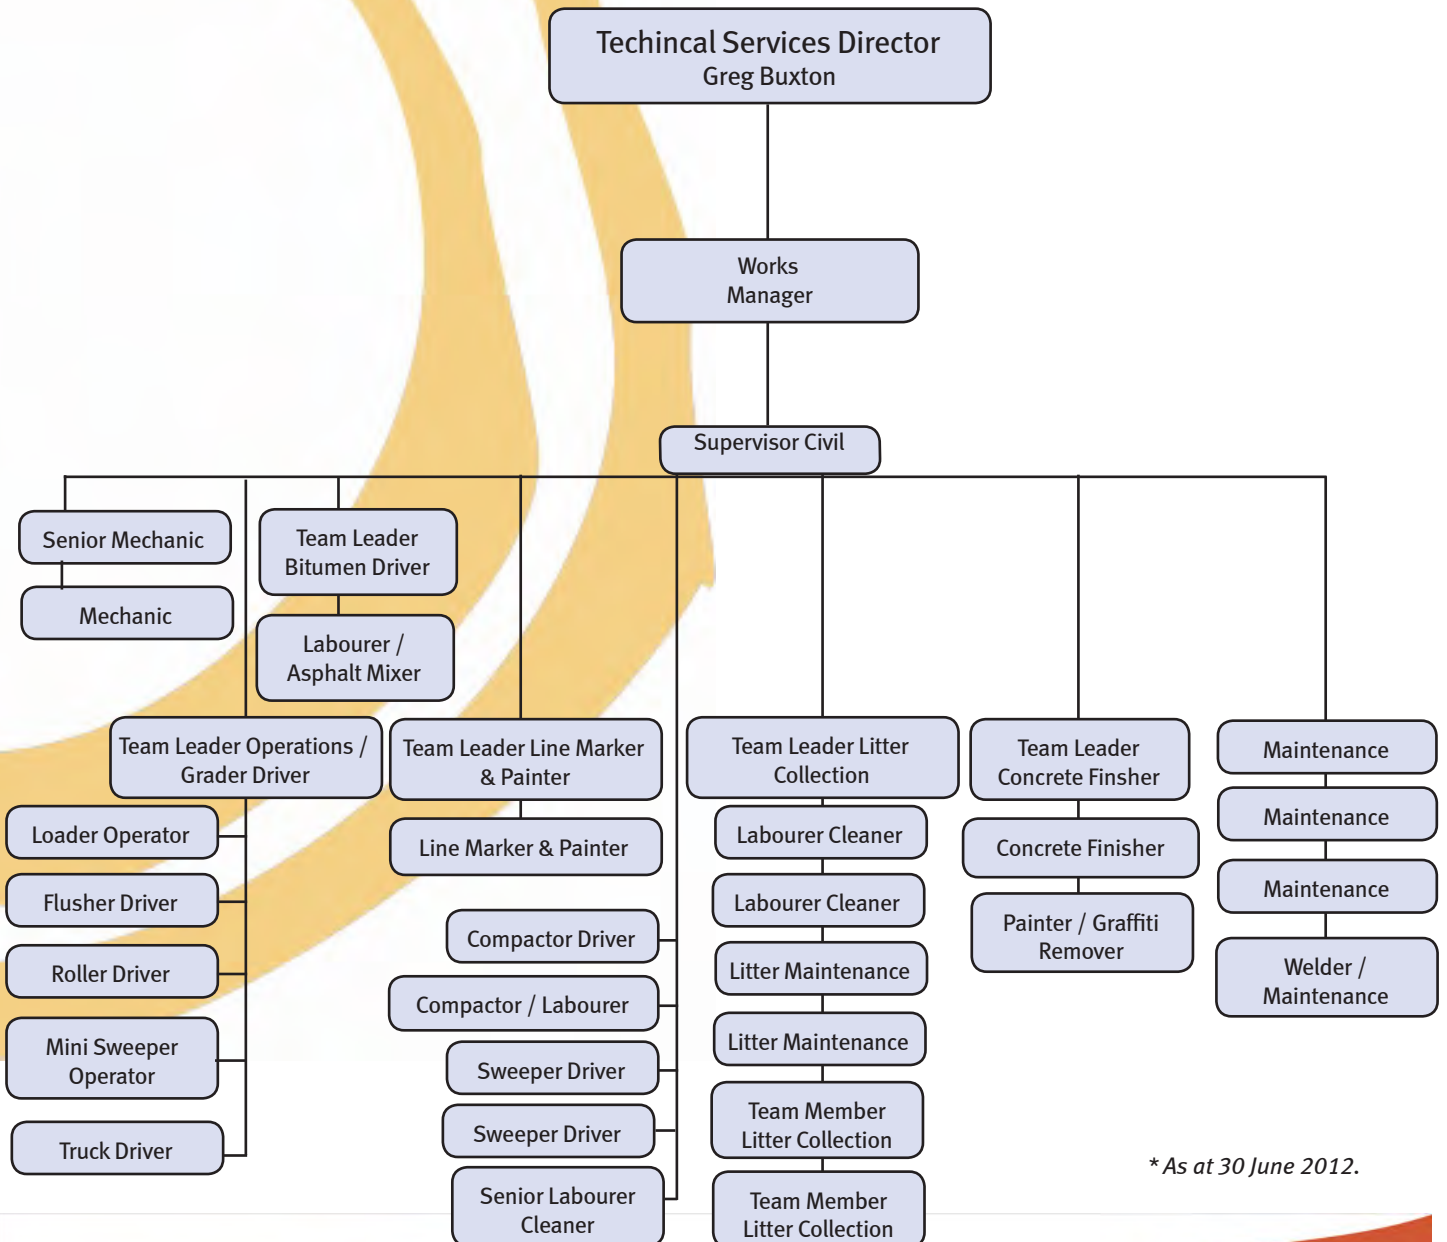 Techincal Services Director
Greg Buxton
Works
Manager
Supervisor Civil
Senior Mechanic
Mechanic
Team Leader
Bitumen Driver
Labourer /
Asphalt Mixer
Team Leader Operations /
Grader Driver
Loader Operator
Flusher Driver
Roller Driver
Mini Sweeper
Operator
Truck Driver
Team Leader Line Marker
& Painter
Line Marker & Painter
Compactor Driver
Compactor / Labourer
Sweeper Driver
Sweeper Driver
Senior Labourer
Cleaner
Team Leader Litter
Collection
Labourer Cleaner
Labourer Cleaner
Litter Maintenance
Litter Maintenance
Team Member
Litter Collection
Team Member
Litter Collection
Team Leader
Concrete Finsher
Concrete Finisher
Painter / Graffiti
Remover
Maintenance
Maintenance
Maintenance
Welder /
Maintenance
* As at 30 June 2012.